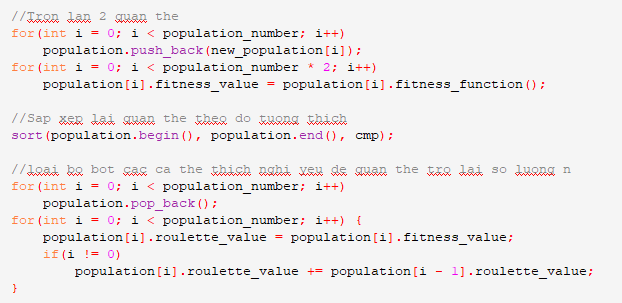 //Tron lan 2 quan the
for(int i = 0; i < population_number; i++)
    population.push_back(new_population[i]);
for(int i = 0; i < population_number * 2; i++)
    population[i].fitness_value = population[i].fitness_function();

//Sap xep lai quan the theo do tuong thich
sort(population.begin(), population.end(), cmp);

//loai bo bot cac ca the thich nghi yeu de quan the tro lai so luong n
for(int i = 0; i < population_number; i++)
    population.pop_back();
for(int i = 0; i < population_number; i++) {
    population[i].roulette_value = population[i].fitness_value;
    if(i != 0)
        population[i].roulette_value += population[i - 1].roulette_value;
}